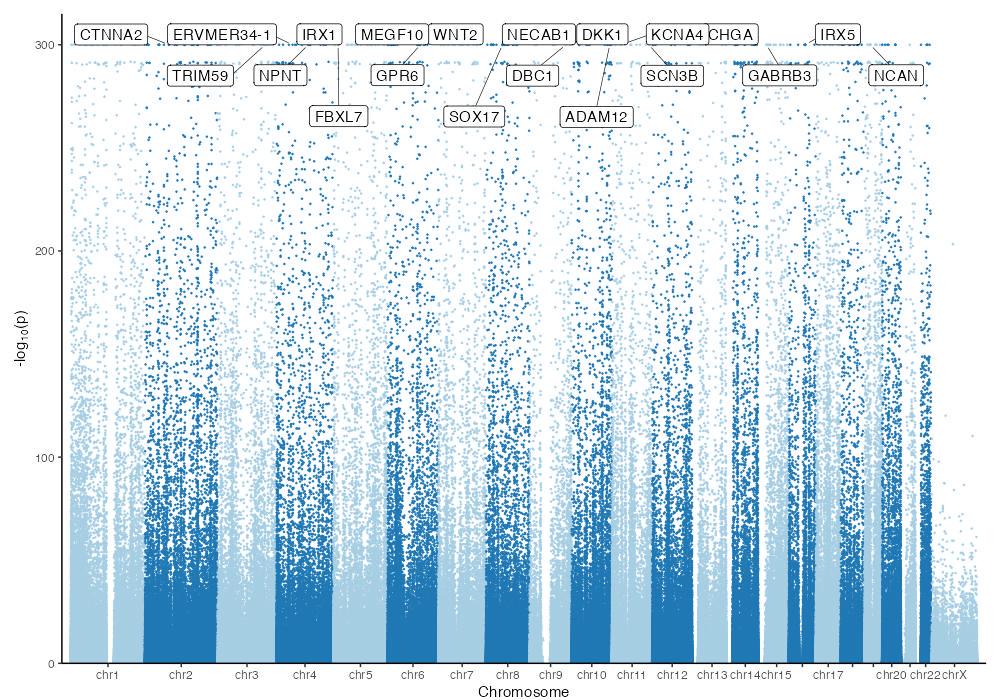 CTNNA2 ERVMER34-1 IRX1 MEGF10 WNT2 NECAB1 DKK1 KCNA4 CHGA IRX5
300
TRIM59 NPNT GPR6 DBC1 SCN3B GABRB3 NCAN
FBXL7 SOX17 ADAM12
200
-log10(p)
100
0
chr1 chr2 chr3 chr4 chr5 chr6 chr7 chr8 chr9 chr10 chr11 chr12 chr13 chr14 chr15 chr17 chr20 chr22 chrX
Chromosome